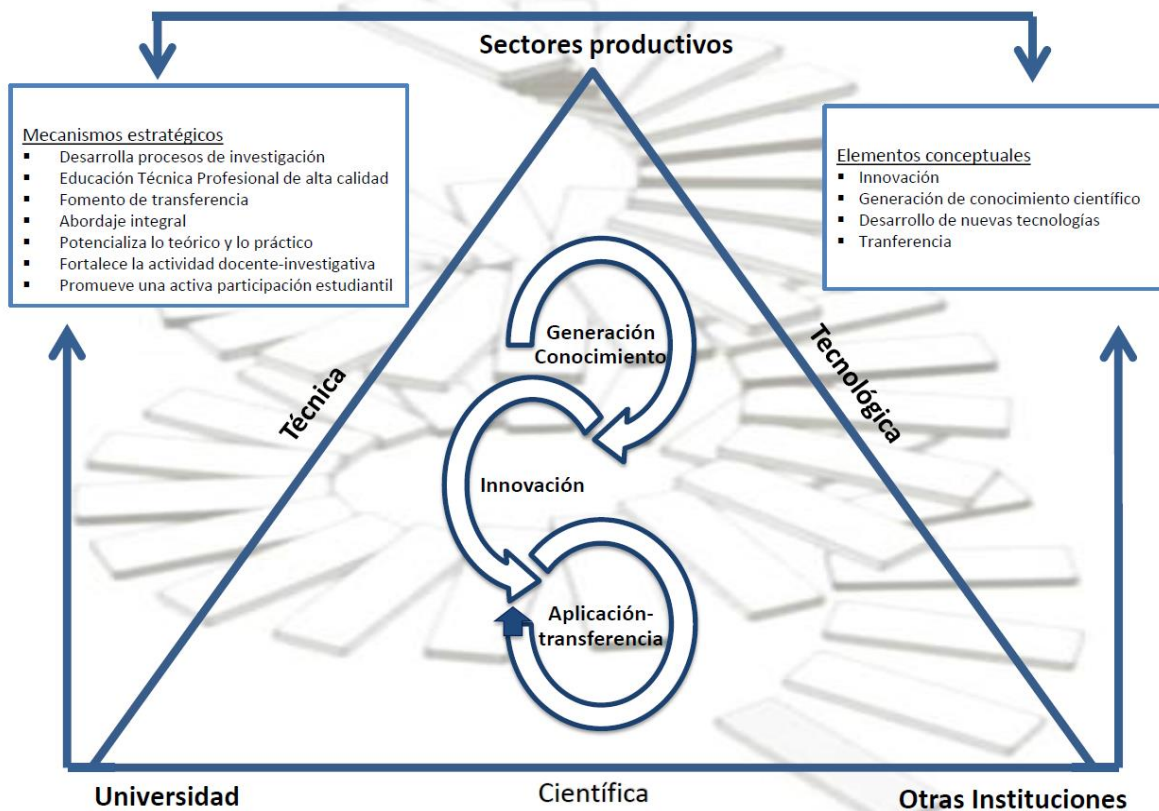 Sectores productivos
Mecanismos estratégicos
▪ Desarrolla procesos de investigación
▪ Educación Técnica Profesional de alta calidad
▪ Fomento de transferencia
▪ Abordaje integral
▪ Potencializa lo teórico y lo práctico
▪ Fortalece la actividad docente-investigativa
▪ Promueve una activa participación estudiantil
Elementos conceptuales
▪ Innovación
▪ Generación de conocimiento científico
▪ Desarrollo de nuevas tecnologías
▪ Tranferencia
Generación
Conocimiento
Técnica
Tecnológica
Innovación
Aplicación-
transferencia
Universidad
Científica
Otras Instituciones